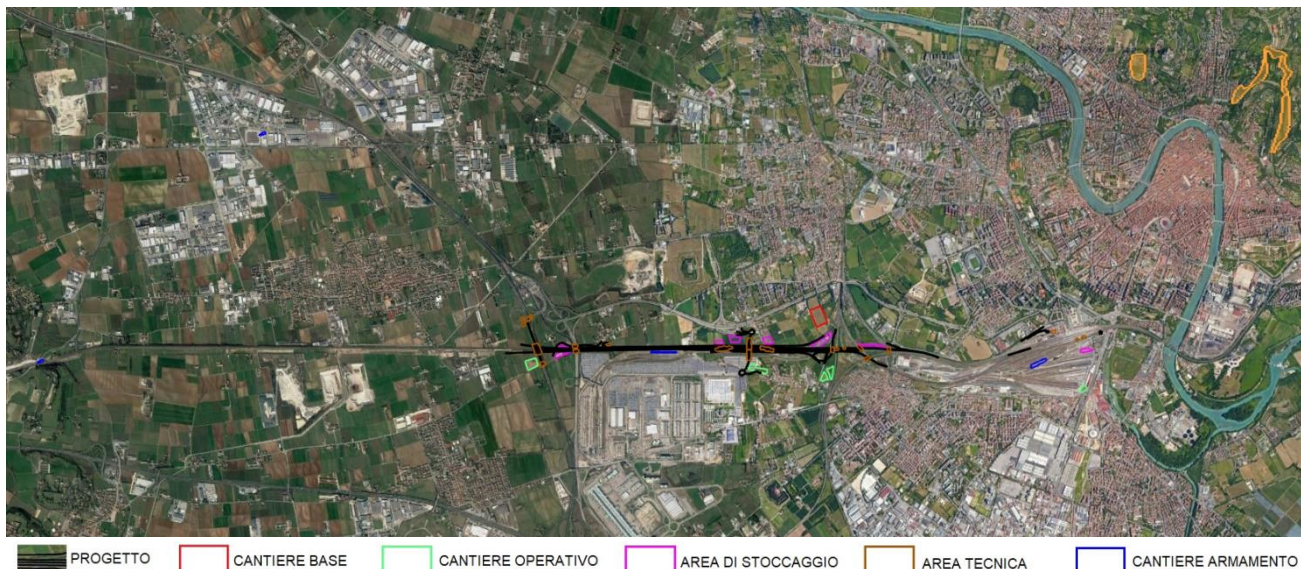 PROGETTO
CANTIERE BASE
CANTIERE OPERATIVO
AREA DI STOCCAGGIO
AREA TECNICA
CANTIERE ARMAMENTO